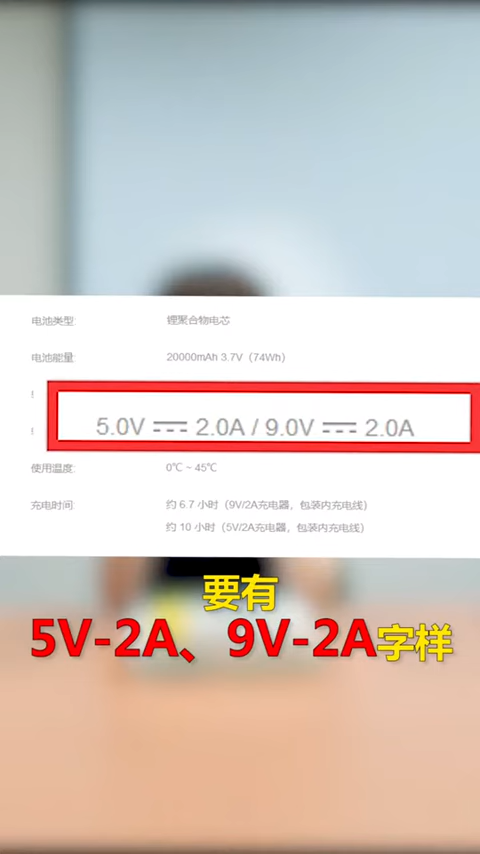 电池类型: 锂聚合物电芯
电池能量: 20000mAh 3.7V（74Wh）
5.0V ⎓ 2.0A / 9.0V ⎓ 2.0A
使用温度: 0℃ ~ 45℃
充电时间: 约 6.7 小时（9V/2A充电器，包装内充电线）
约 10 小时（5V/2A充电器，包装内充电线）
要有
5V-2A、9V-2A字样